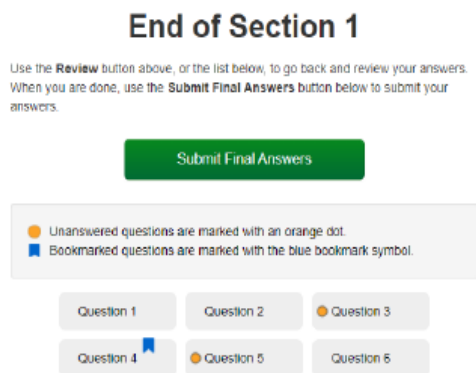 End of Section 1
Use the Review button above, or the list below, to go back and review your answers.
When you are done, use the Submit Final Answers button below to submit your
answers.
Submit Final Answers
Unanswered questions are marked with an orange dot.
Bookmarked questions are marked with the blue bookmark symbol.
Question 1 Question 2 Question 3
Question 4 Question 5 Question 6